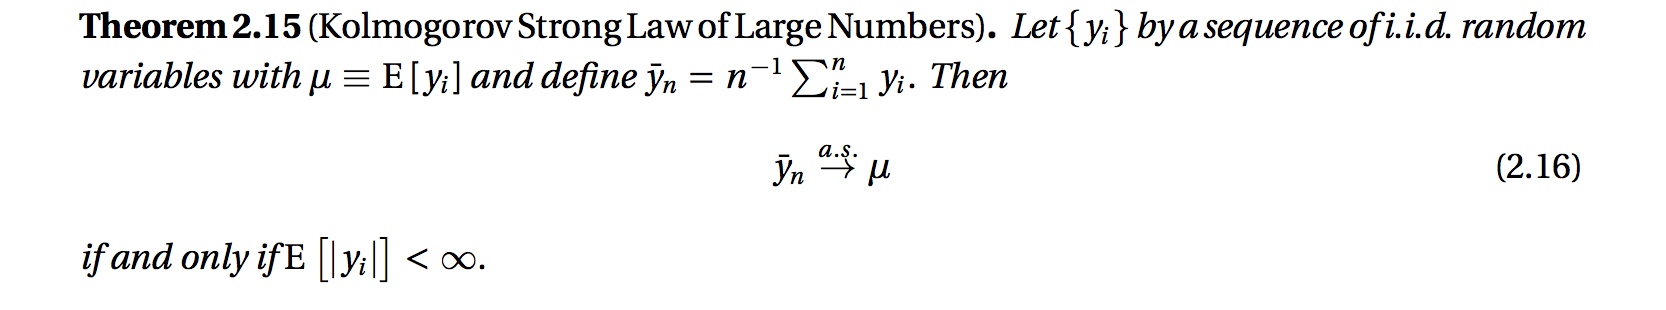 Theorem 2.15 (Kolmogorov Strong Law of Large Numbers). Let {yᵢ} by a sequence of i.i.d. random
variables with μ ≡ E[yᵢ] and define ȳₙ = n⁻¹ ∑ⁿᵢ₌₁ yᵢ. Then
ȳₙ →ᵃ·ˢ· μ (2.16)
if and only if E [|yᵢ|] < ∞.